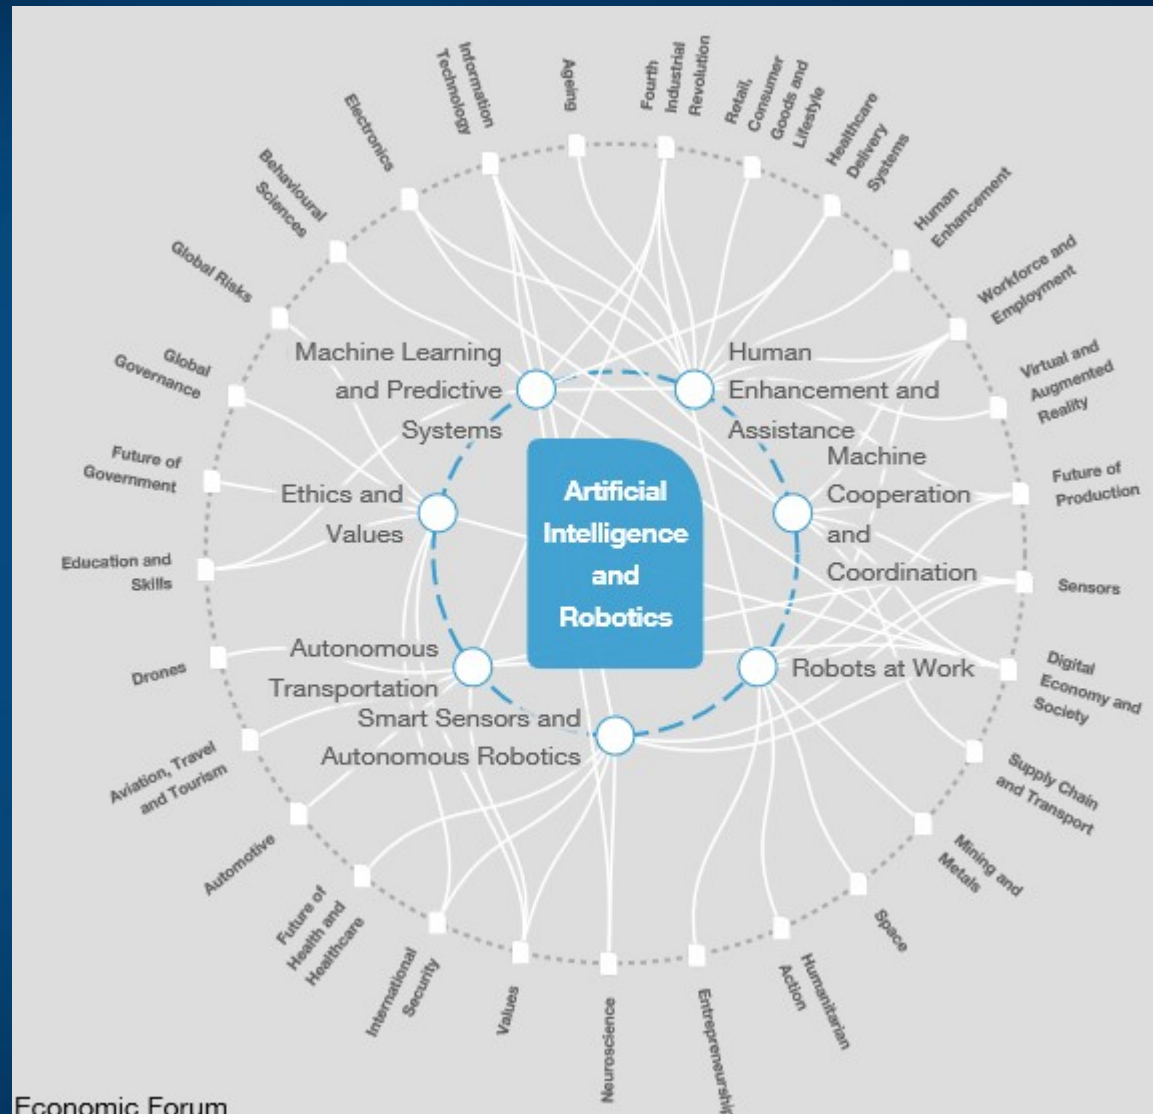 Information
Technology
Ageing
Fourth
Industrial
Revolution
Retail,
Consumer
Goods and
Lifestyle
Healthcare
Delivery
Systems
Human
Enhancement
Workforce and
Employment
Virtual and
Augmented
Reality
Future of
Production
Sensors
Digital
Economy and
Society
Supply Chain
and Transport
Mining and
Metals
Space
Humanitarian
Action
Entrepreneurship
Neuroscience
Values
International
Security
Future of
Health and
Healthcare
Automotive
Aviation, Travel
and Tourism
Drones
Education and
Skills
Future of
Government
Global
Governance
Global Risks
Behavioural
Sciences
Electronics
Machine Learning
and Predictive
Systems
Human
Enhancement and
Assistance
Machine
Cooperation
and
Coordination
Robots at Work
Smart Sensors and
Autonomous Robotics
Autonomous
Transportation
Ethics and
Values
Artificial
Intelligence
and
Robotics
Economic Forum